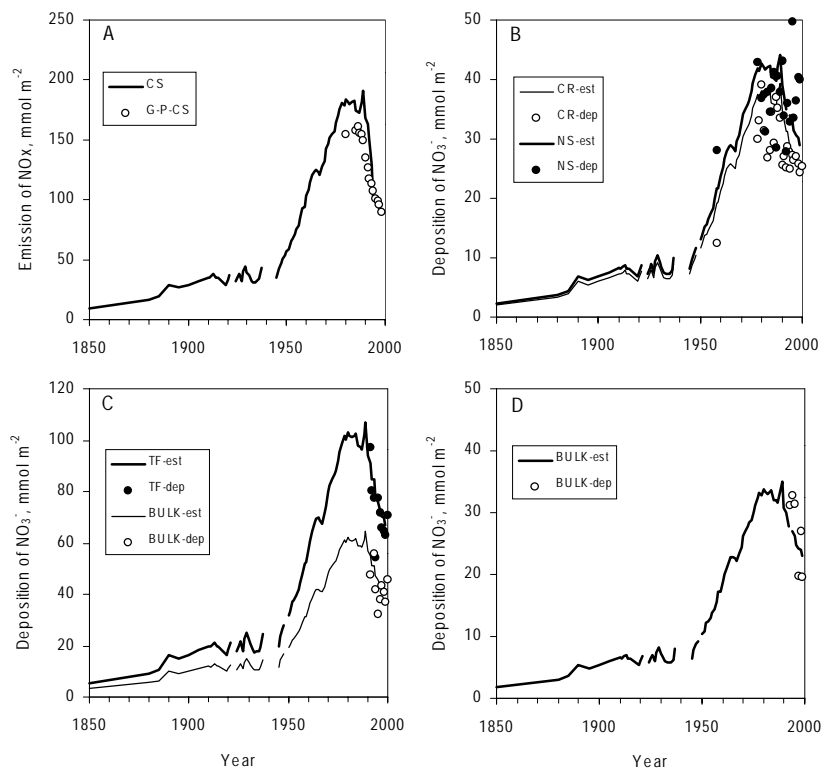 A
Emission of NOx, mmol m-2
250
200
150
100
50
0
CS
G-P-CS
1850 1900 1950 2000
Year
B
Deposition of NO3-, mmol m-2
50
40
30
20
10
0
CR-est
CR-dep
NS-est
NS-dep
1850 1900 1950 2000
Year
C
Deposition of NO3-, mmol m-2
120
100
80
60
40
20
0
TF-est
TF-dep
BULK-est
BULK-dep
1850 1900 1950 2000
Year
D
Deposition of NO3-, mmol m-2
50
40
30
20
10
0
BULK-est
BULK-dep
1850 1900 1950 2000
Year